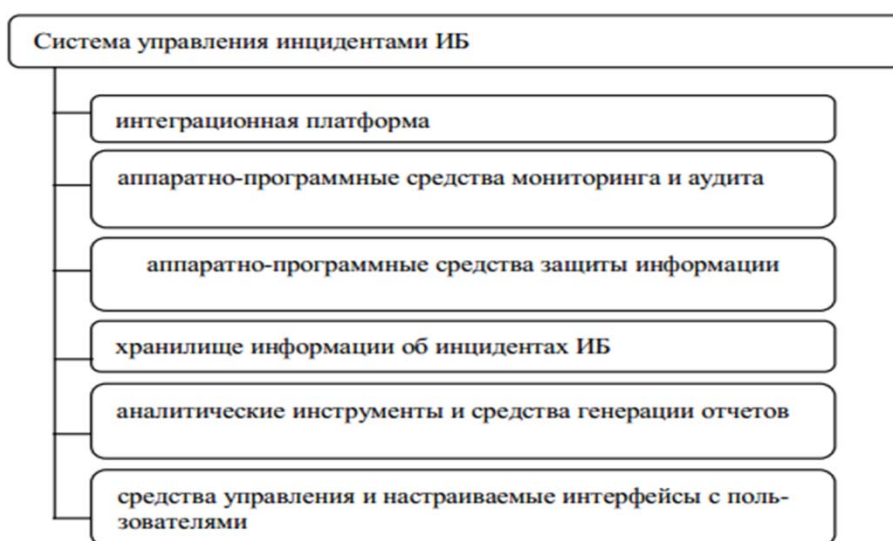 Система управления инцидентами ИБ
интеграционная платформа
аппаратно-программные средства мониторинга и аудита
аппаратно-программные средства защиты информации
хранилище информации об инцидентах ИБ
аналитические инструменты и средства генерации отчетов
средства управления и настраиваемые интерфейсы с поль-
зователями